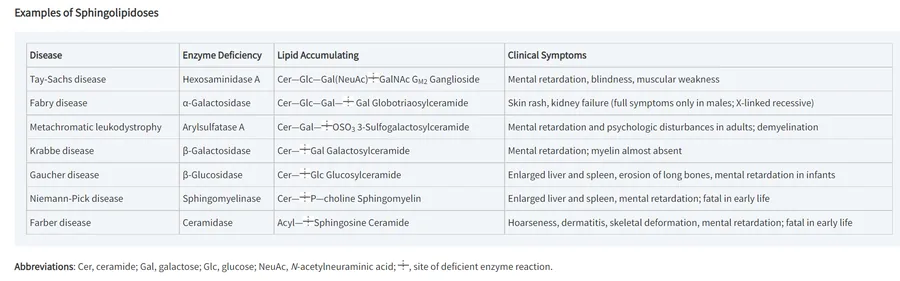 Examples of Sphingolipidoses
Disease Enzyme Deficiency Lipid Accumulating Clinical Symptoms
Tay-Sachs disease Hexosaminidase A Cer—Glc—Gal(NeuAc)⸓GalNAc GM2 Ganglioside Mental retardation, blindness, muscular weakness
Fabry disease α-Galactosidase Cer—Glc—Gal—⸓ Gal Globotriaosylceramide Skin rash, kidney failure (full symptoms only in males; X-linked recessive)
Metachromatic leukodystrophy Arylsulfatase A Cer—Gal—⸓OSO3 3-Sulfogalactosylceramide Mental retardation and psychologic disturbances in adults; demyelination
Krabbe disease β-Galactosidase Cer—⸓Gal Galactosylceramide Mental retardation; myelin almost absent
Gaucher disease β-Glucosidase Cer—⸓Glc Glucosylceramide Enlarged liver and spleen, erosion of long bones, mental retardation in infants
Niemann-Pick disease Sphingomyelinase Cer—⸓P—choline Sphingomyelin Enlarged liver and spleen, mental retardation; fatal in early life
Farber disease Ceramidase Acyl—⸓Sphingosine Ceramide Hoarseness, dermatitis, skeletal deformation, mental retardation; fatal in early life
Abbreviations: Cer, ceramide; Gal, galactose; Glc, glucose; NeuAc, N-acetylneuraminic acid; ⸓, site of deficient enzyme reaction.